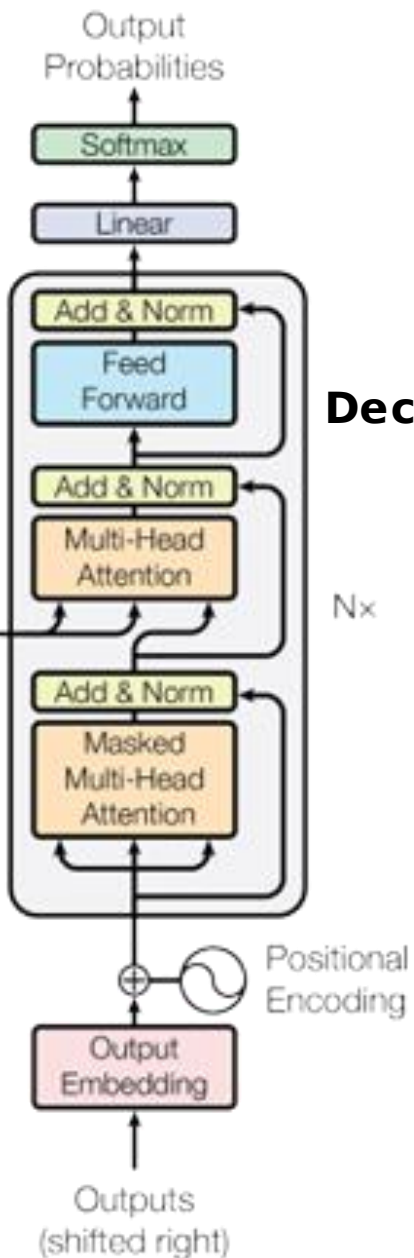 Output
Probabilities
Softmax
Linear
Add & Norm
Feed
Forward
Dec
Add & Norm
Multi-Head
Attention
N×
Add & Norm
Masked
Multi-Head
Attention
Positional
Encoding
Output
Embedding
Outputs
(shifted right)